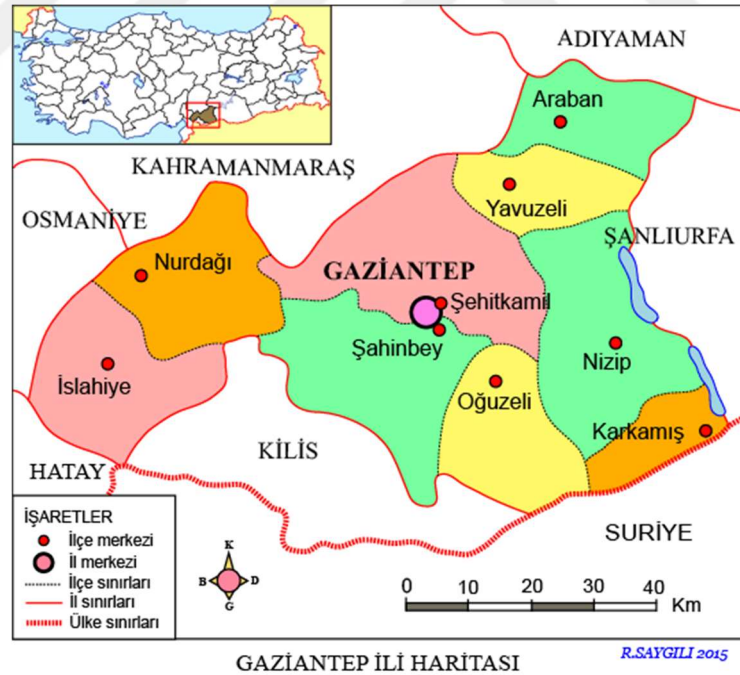 ADIYAMAN
Araban
KAHRAMANMARAŞ
Yavuzeli
OSMANİYE
ŞANLIURFA
Nurdağı
GAZİANTEP
Şehitkamil
Şahinbey
Nizip
İslahiye
Oğuzeli
Karkamış
KİLİS
HATAY
SURİYE
İŞARETLER
İlçe merkezi
İl merkezi
İlçe sınırları
İl sınırları
Ülke sınırları
K
B D
G
0 10 20 30 40
Km
R.SAYGILI 2015
GAZİANTEP İLİ HARİTASI